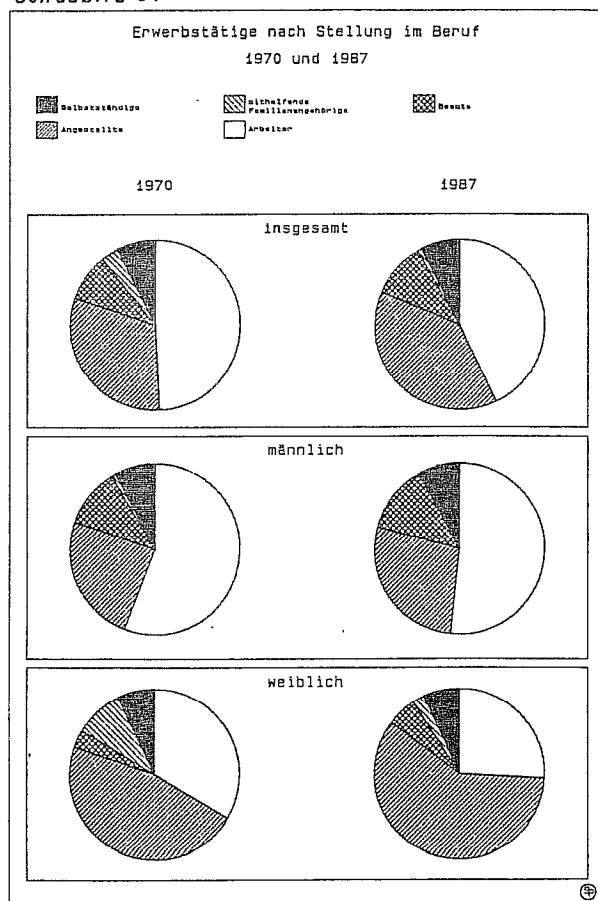 Erwerbstätige nach Stellung im Beruf
1970 und 1987
Selbstständige
Mithelfende
Familienangehörige
Beamte
Angestellte
Arbeiter
1970
1987
insgesamt
männlich
weiblich